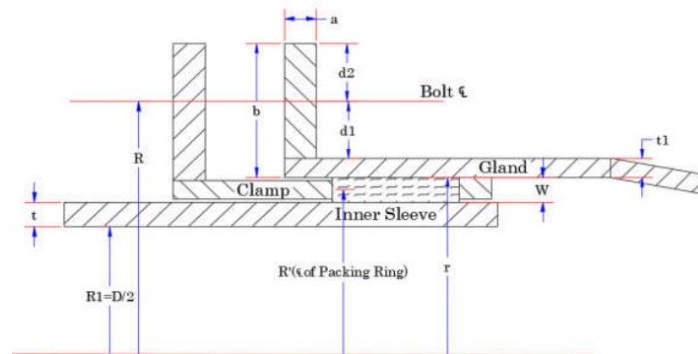 a
d2
Bolt ℄
b
d1
R
t1
Gland
Clamp
W
t
Inner Sleeve
R'(℄ of Packing Ring)
r
R1=D/2